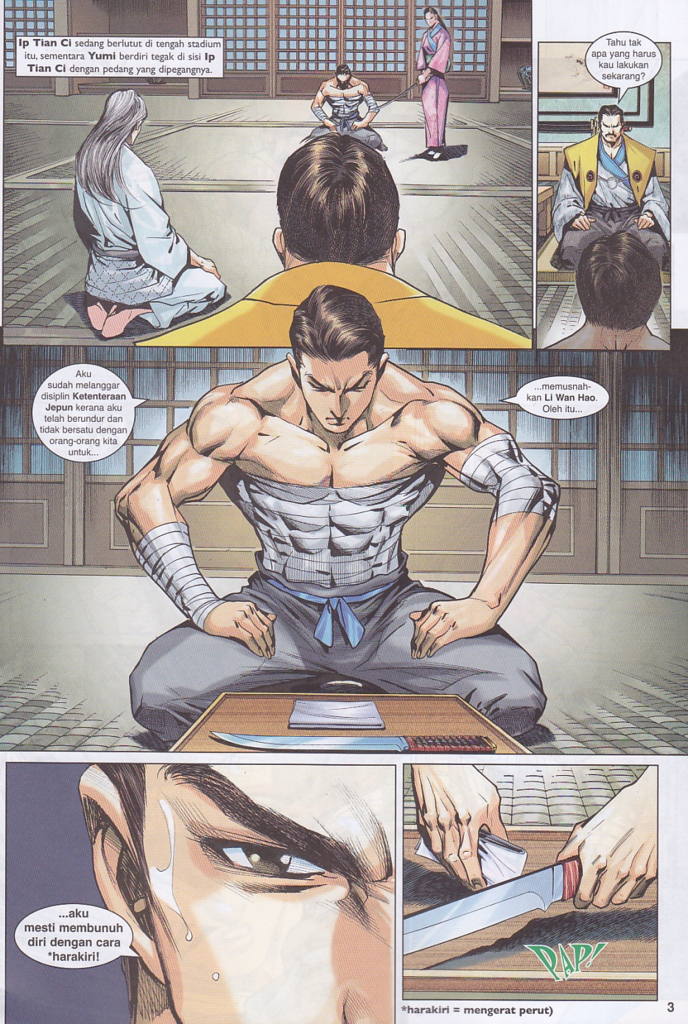 Ip Tian Ci sedang berlutut di tengah stadium
itu, sementara Yumi berdiri tegak di sisi Ip
Tian Ci dengan pedang yang dipegangnya.
Tahu tak
apa yang harus
kau lakukan
sekarang?
Aku
sudah melanggar
disiplin Ketenteraan
Jepun kerana aku
telah berundur dan
tidak bersatu dengan
orang-orang kita
untuk...
...memusnah-
kan Li Wan Hao.
Oleh itu...
...aku
mesti membunuh
diri dengan cara
*harakiri!
PAP!
*harakiri = mengerat perut)
3